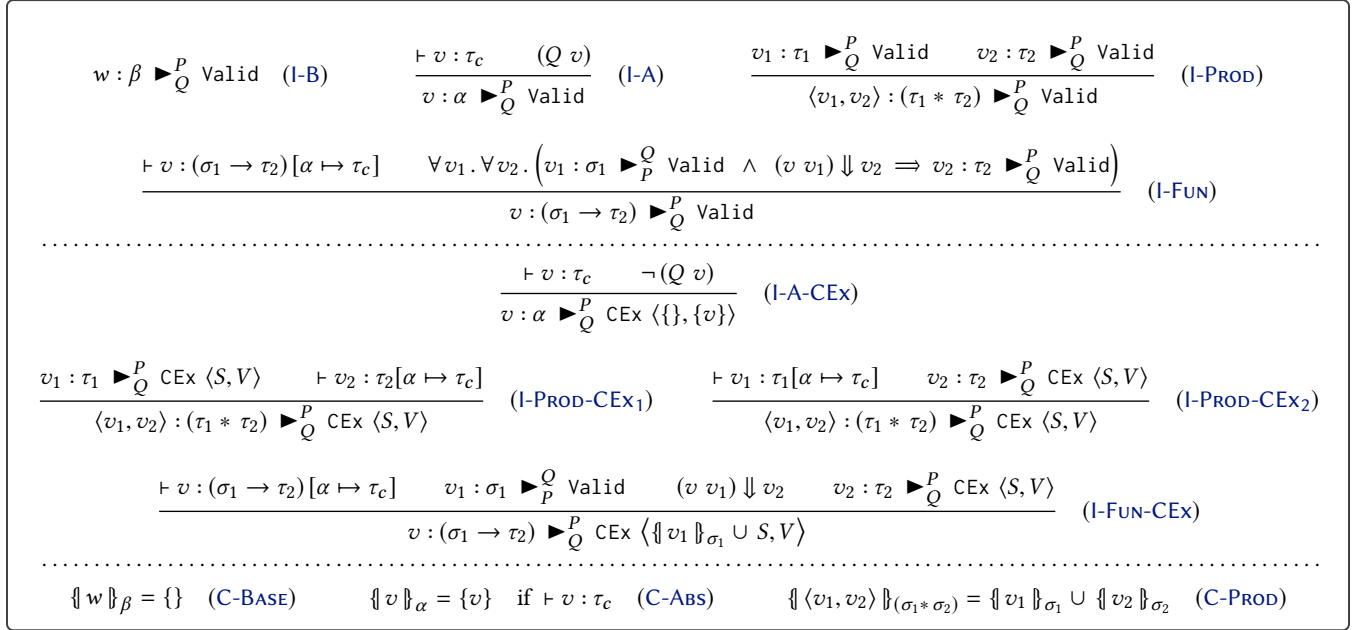 w : β ▶^P_Q Valid (I-B)    ⊢ v : τ_c    (Q v) / v : α ▶^P_Q Valid (I-A)    v_1 : τ_1 ▶^P_Q Valid    v_2 : τ_2 ▶^P_Q Valid / ⟨v_1, v_2⟩ : (τ_1 * τ_2) ▶^P_Q Valid (I-Prod)
⊢ v : (σ_1 → τ_2)[α ↦ τ_c]    ∀ v_1 . ∀ v_2 . (v_1 : σ_1 ▶^Q_P Valid ∧ (v v_1) ⇓ v_2 ⟹ v_2 : τ_2 ▶^P_Q Valid) / v : (σ_1 → τ_2) ▶^P_Q Valid (I-Fun)
⊢ v : τ_c    ¬ (Q v) / v : α ▶^P_Q CEx ⟨{}, {v}⟩ (I-A-CEx)
v_1 : τ_1 ▶^P_Q CEx ⟨S, V⟩    ⊢ v_2 : τ_2[α ↦ τ_c] / ⟨v_1, v_2⟩ : (τ_1 * τ_2) ▶^P_Q CEx ⟨S, V⟩ (I-Prod-CEx_1)    ⊢ v_1 : τ_1[α ↦ τ_c]    v_2 : τ_2 ▶^P_Q CEx ⟨S, V⟩ / ⟨v_1, v_2⟩ : (τ_1 * τ_2) ▶^P_Q CEx ⟨S, V⟩ (I-Prod-CEx_2)
⊢ v : (σ_1 → τ_2)[α ↦ τ_c]    v_1 : σ_1 ▶^Q_P Valid    (v v_1) ⇓ v_2    v_2 : τ_2 ▶^P_Q CEx ⟨S, V⟩ / v : (σ_1 → τ_2) ▶^P_Q CEx ⟨⦃ v_1 ⦄_{σ_1} ∪ S, V⟩ (I-Fun-CEx)
⦃ w ⦄_β = {} (C-Base)    ⦃ v ⦄_α = {v} if ⊢ v : τ_c (C-Abs)    ⦃ ⟨v_1, v_2⟩ ⦄_{(σ_1 * σ_2)} = ⦃ v_1 ⦄_{σ_1} ∪ ⦃ v_2 ⦄_{σ_2} (C-Prod)